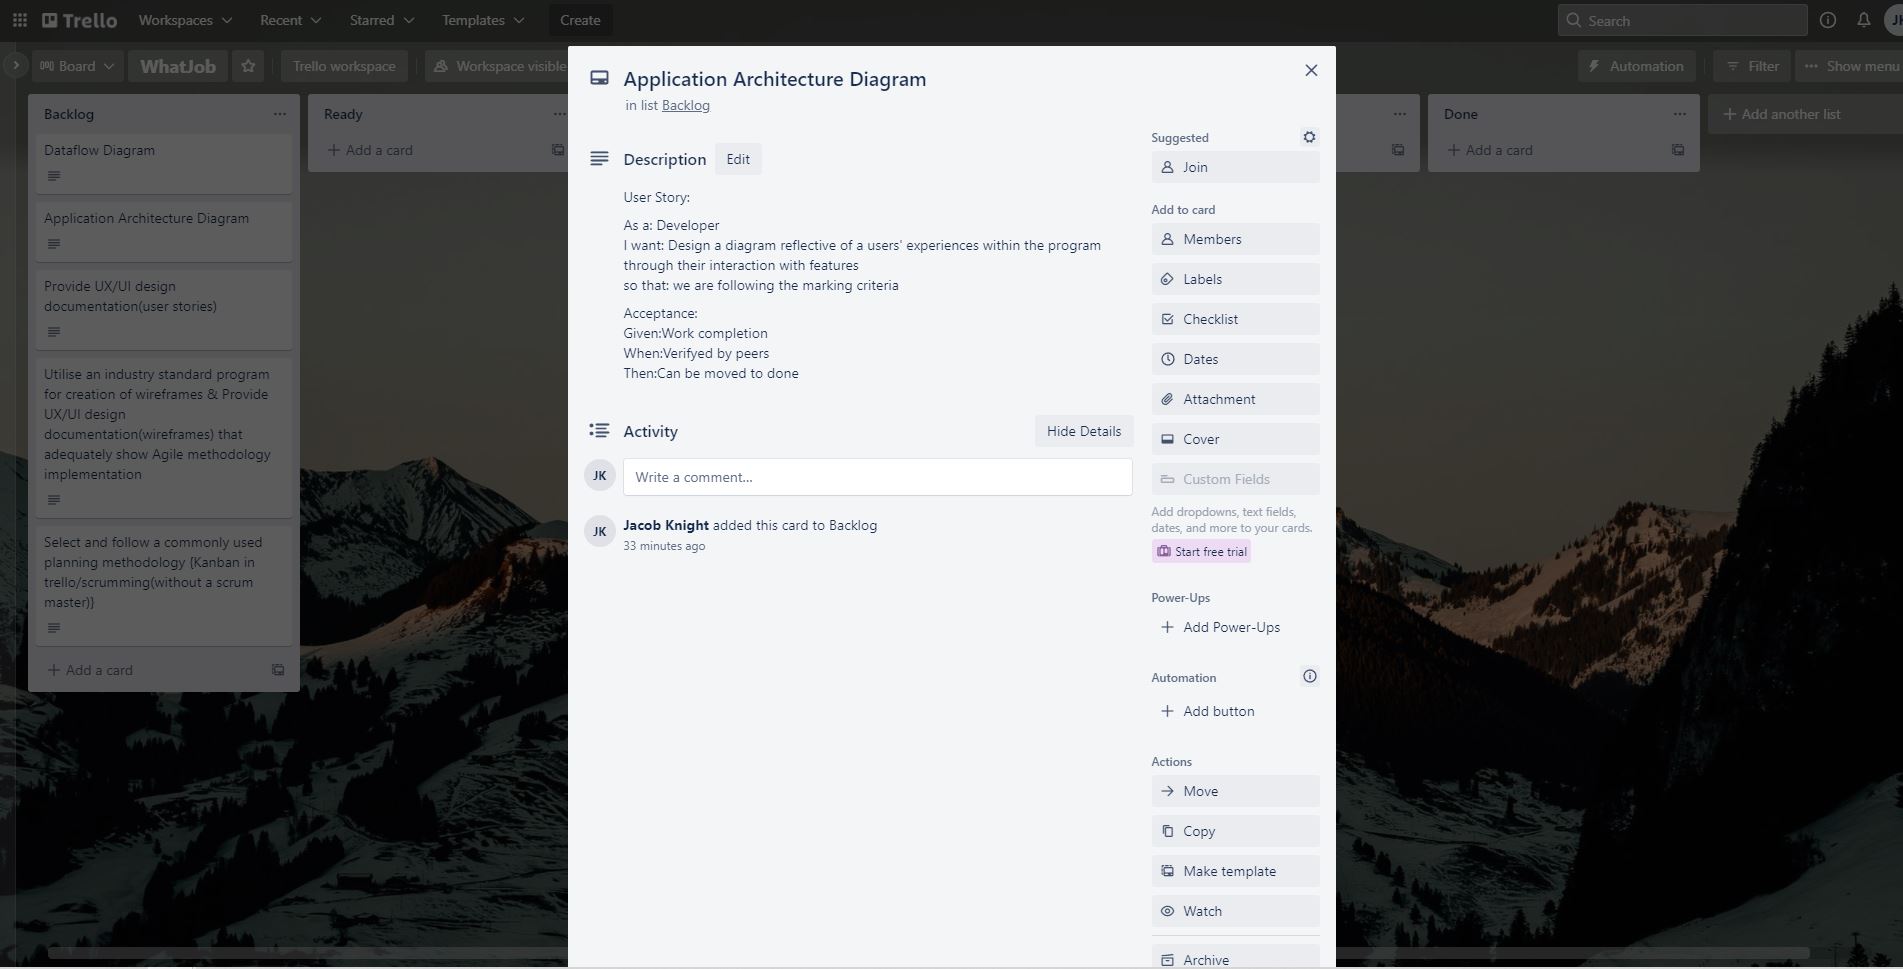 Trello
Workspaces
Recent
Starred
Templates
Create
Search
Board
WhatJob
Trello workspace
Workspace visible
Automation
Filter
Show menu
Backlog
Dataflow Diagram
Application Architecture Diagram
Provide UX/UI design
documentation(user stories)
Utilise an industry standard program
for creation of wireframes & Provide
UX/UI design
documentation(wireframes) that
adequately show Agile methodology
implementation
Select and follow a commonly used
planning methodology {Kanban in
trello/scrumming(without a scrum
master)}
+ Add a card
Ready
+ Add a card
Application Architecture Diagram
in list Backlog
Description
Edit
User Story:
As a: Developer
I want: Design a diagram reflective of a users' experiences within the program
through their interaction with features
so that: we are following the marking criteria
Acceptance:
Given:Work completion
When:Verifyed by peers
Then:Can be moved to done
Activity
Hide Details
JK
Write a comment…
JK
Jacob Knight added this card to Backlog
33 minutes ago
Suggested
Join
Add to card
Members
Labels
Checklist
Dates
Attachment
Cover
Custom Fields
Add dropdowns, text fields,
dates, and more to your cards.
Start free trial
Power-Ups
+ Add Power-Ups
Automation
+ Add button
Actions
Move
Copy
Make template
Watch
Archive
Done
+ Add a card
+ Add another list